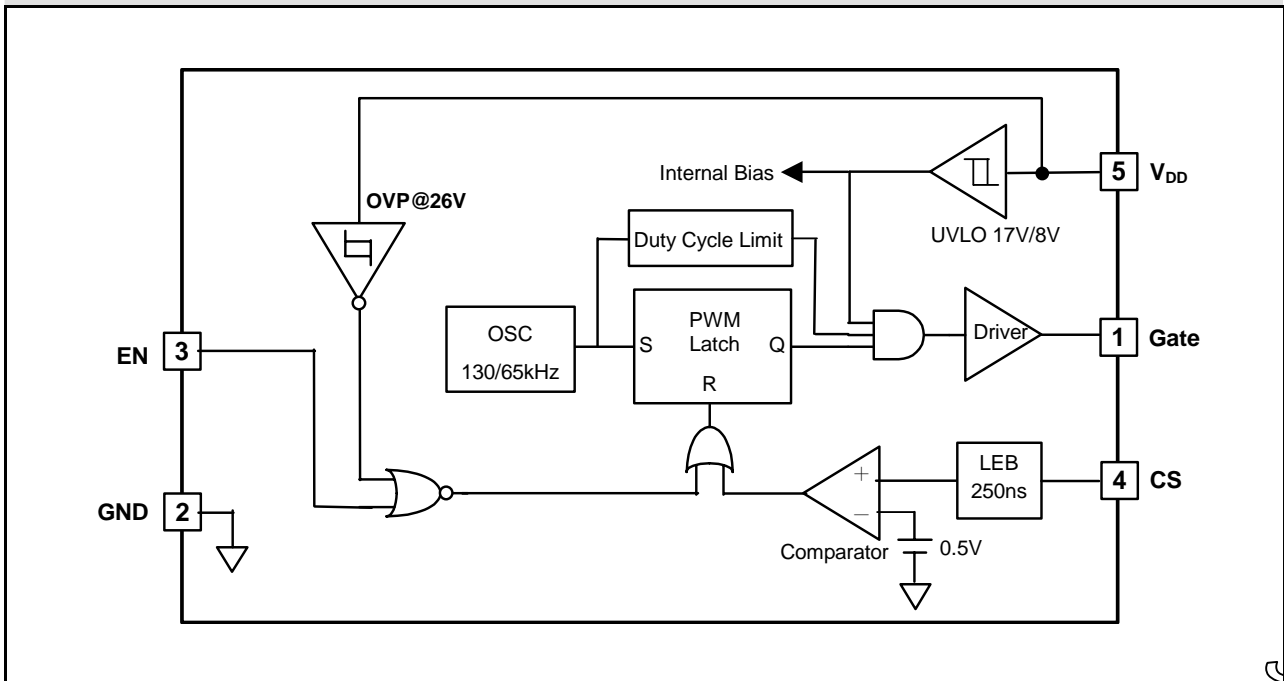 Internal Bias
5
V_DD
OVP@26V
UVLO 17V/8V
Duty Cycle Limit
OSC
130/65kHz
PWM
Latch
S
Q
R
Driver
1
Gate
EN
3
LEB
250ns
4
CS
+
−
GND
2
Comparator
0.5V